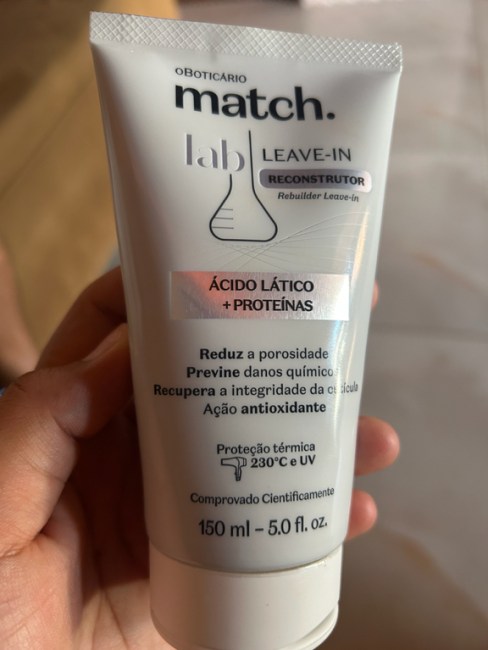 oBOTICÁRIO
match.
lab LEAVE-IN
RECONSTRUTOR
Rebuilder Leave-in
ÁCIDO LÁTICO
+PROTEÍNAS
Reduz a porosidade
Previne danos químicos
Recupera a integridade da cutícula
Ação antioxidante
Proteção térmica
230°C e UV
Comprovado Cientificamente
150 ml – 5.0 fl. oz.